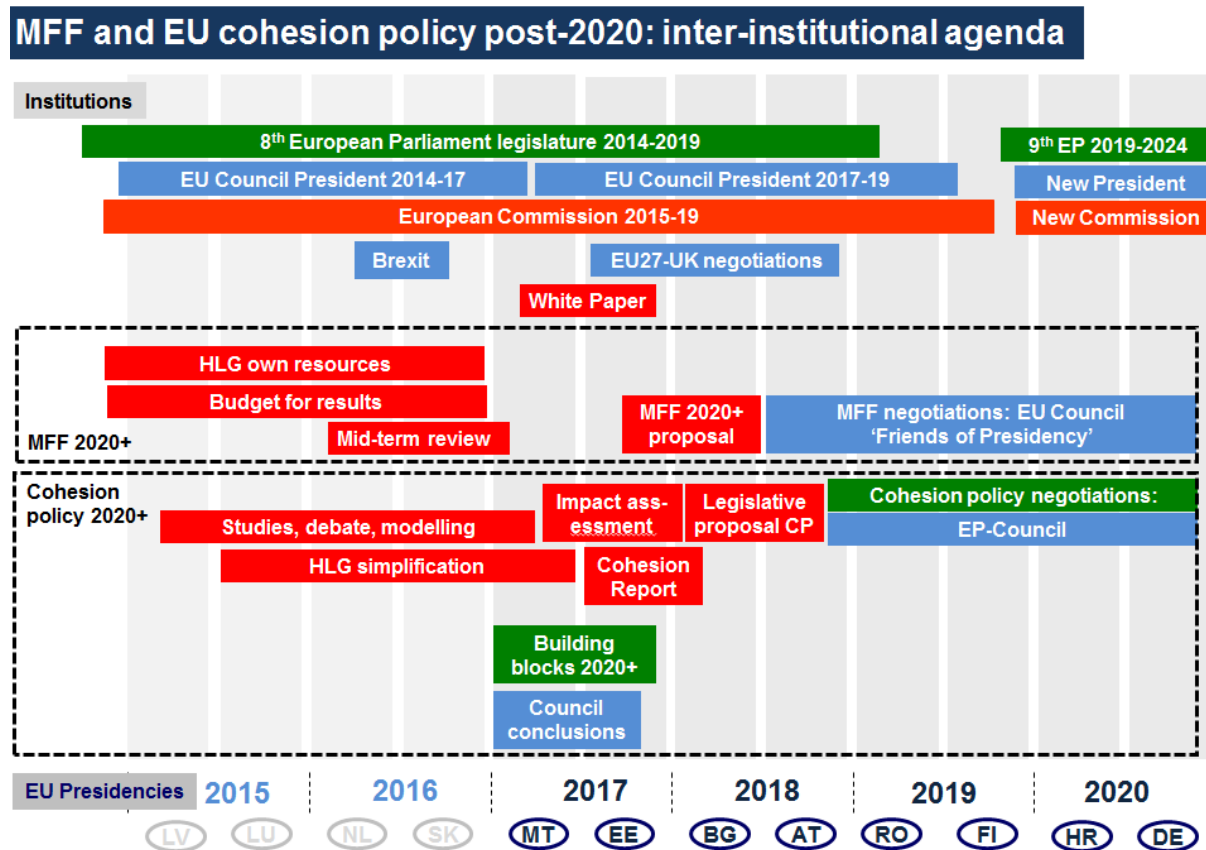 MFF and EU cohesion policy post-2020: inter-institutional agenda
Institutions
8th European Parliament legislature 2014-2019
9th EP 2019-2024
EU Council President 2014-17
EU Council President 2017-19
New President
European Commission 2015-19
New Commission
Brexit
EU27-UK negotiations
White Paper
HLG own resources
Budget for results
Mid-term review
MFF 2020+
proposal
MFF negotiations: EU Council
‘Friends of Presidency’
MFF 2020+
Cohesion
policy 2020+
Studies, debate, modelling
Impact ass-
essment
Legislative
proposal CP
Cohesion policy negotiations:
EP-Council
HLG simplification
Cohesion
Report
Building
blocks 2020+
Council
conclusions
EU Presidencies
2015
2016
2017
2018
2019
2020
LV
LU
NL
SK
MT
EE
BG
AT
RO
FI
HR
DE